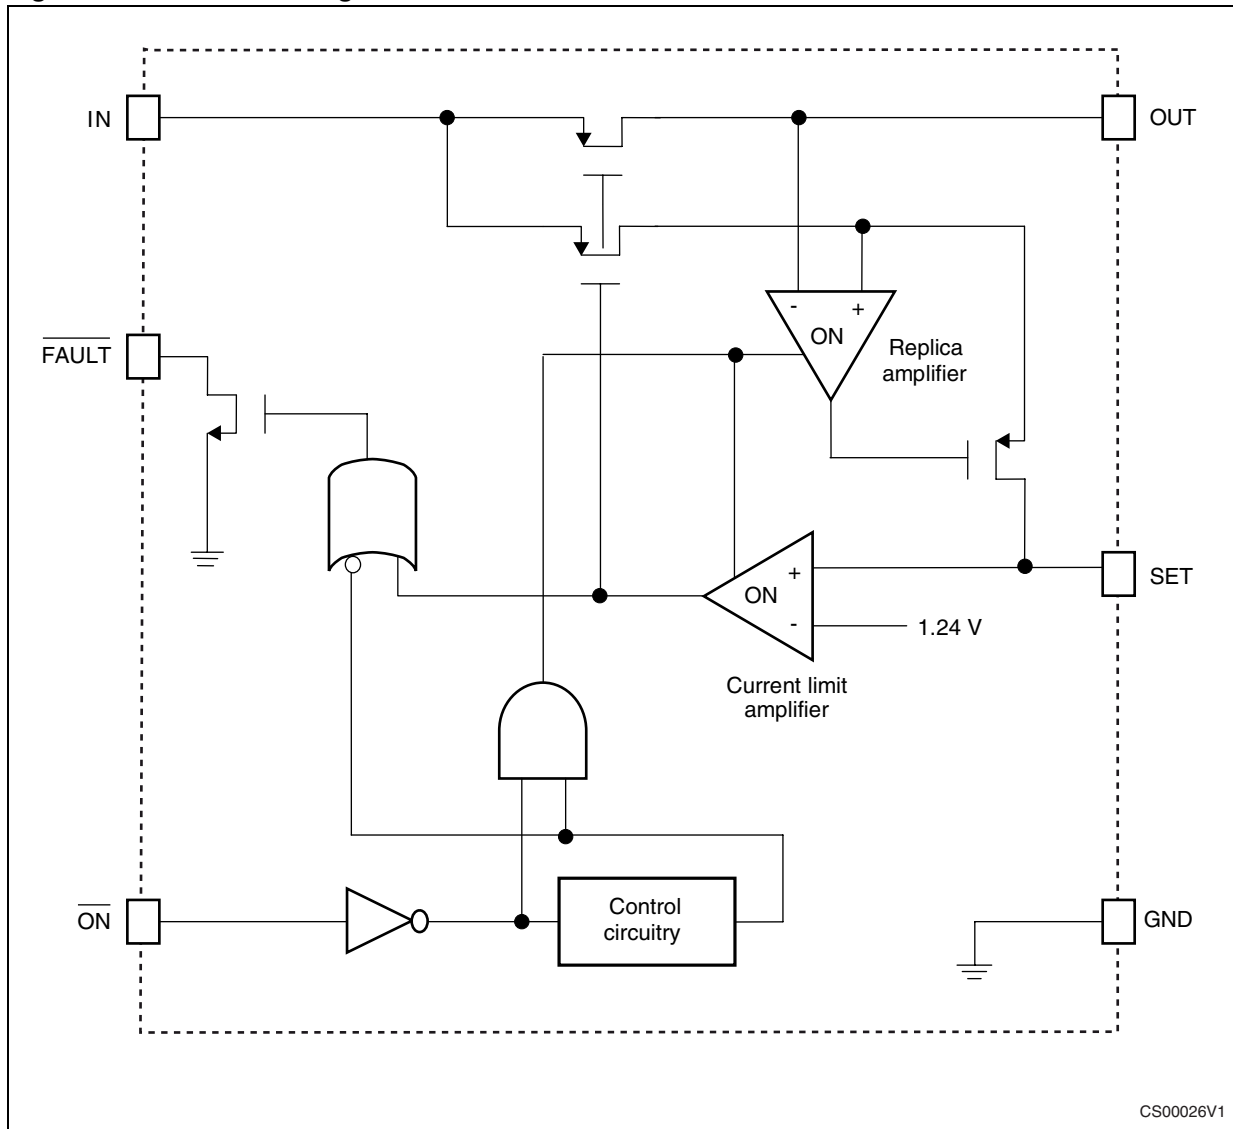 IN
OUT
- +
ON
FAULT
Replica
amplifier
+
ON
-
SET
1.24 V
Current limit
amplifier
ON
Control
circuitry
GND
CS00026V1